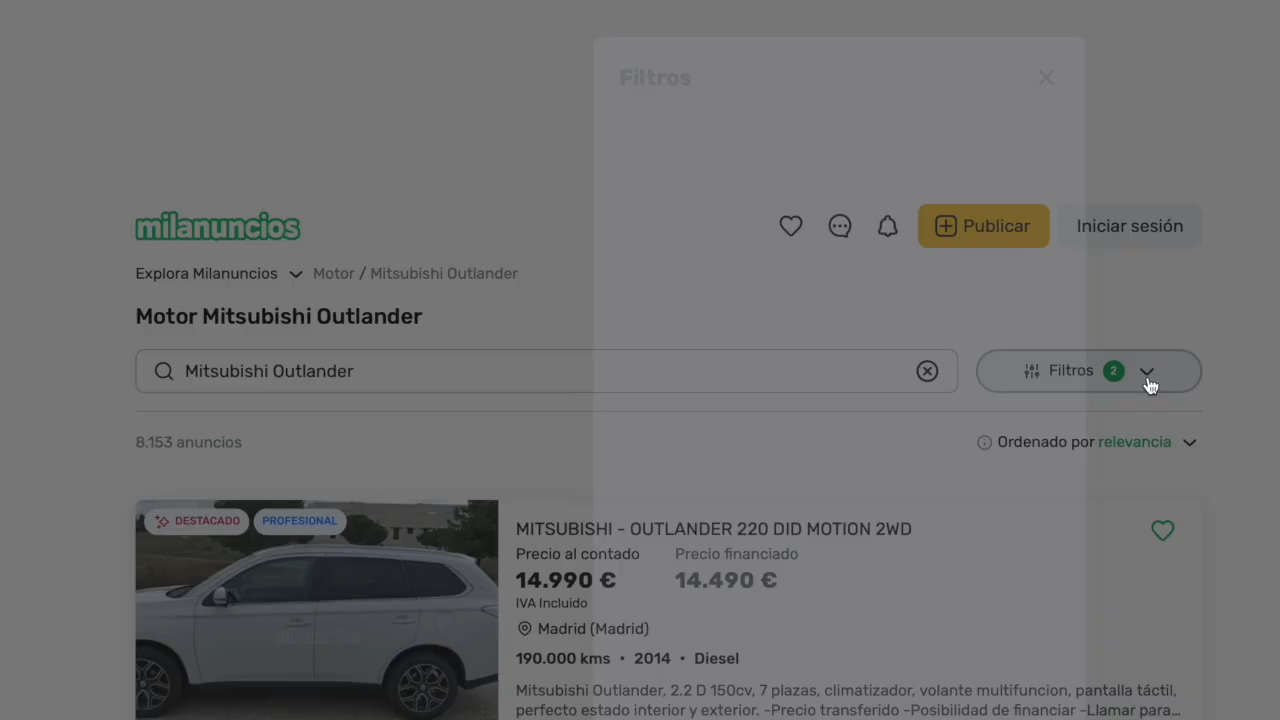 Filtros
milanuncios
Publicar
Iniciar sesión
Explora Milanuncios
Motor / Mitsubishi Outlander
Motor Mitsubishi Outlander
Mitsubishi Outlander
Filtros 2
8.153 anuncios
Ordenado por relevancia
DESTACADO
PROFESIONAL
MITSUBISHI - OUTLANDER 220 DID MOTION 2WD
Precio al contado
Precio financiado
14.990 €
14.490 €
IVA Incluido
Madrid (Madrid)
190.000 kms • 2014 • Diesel
Mitsubishi Outlander, 2.2 D 150cv, 7 plazas, climatizador, volante multifuncion, pantalla táctil,
perfecto estado interior y exterior. -Precio transferido -Posibilidad de financiar -Llamar para...